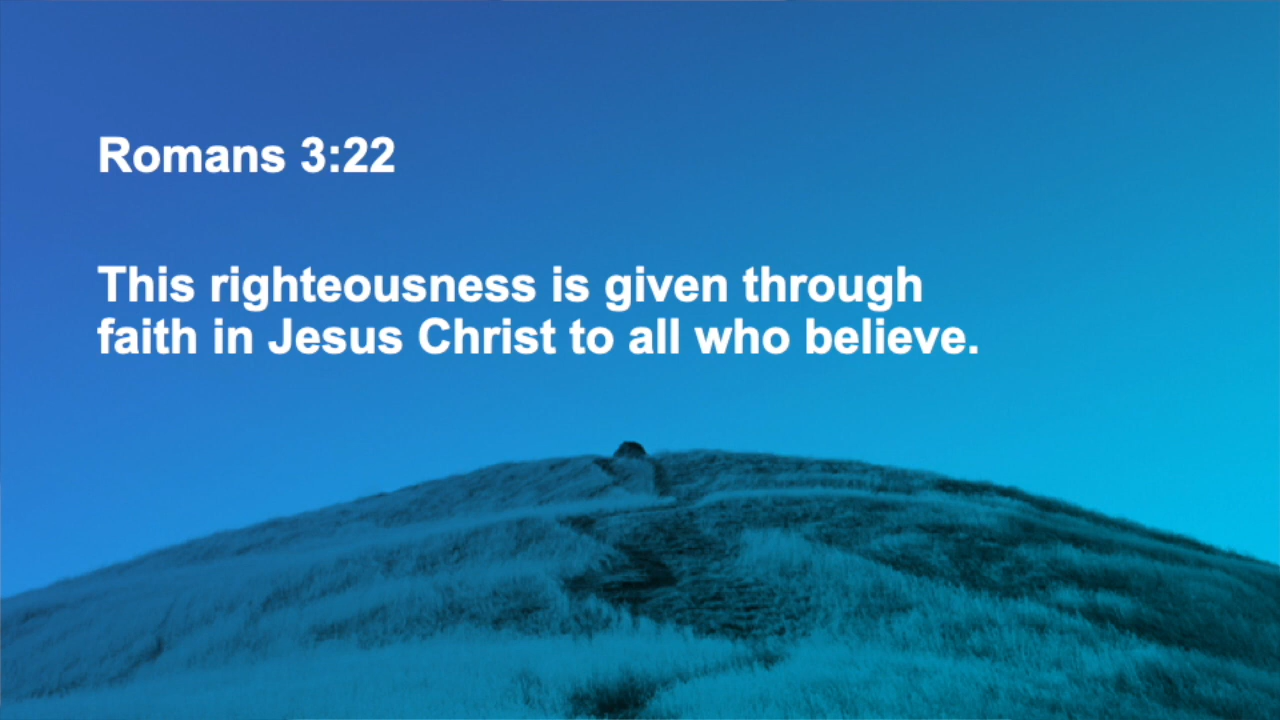 Romans 3:22
This righteousness is given through
faith in Jesus Christ to all who believe.